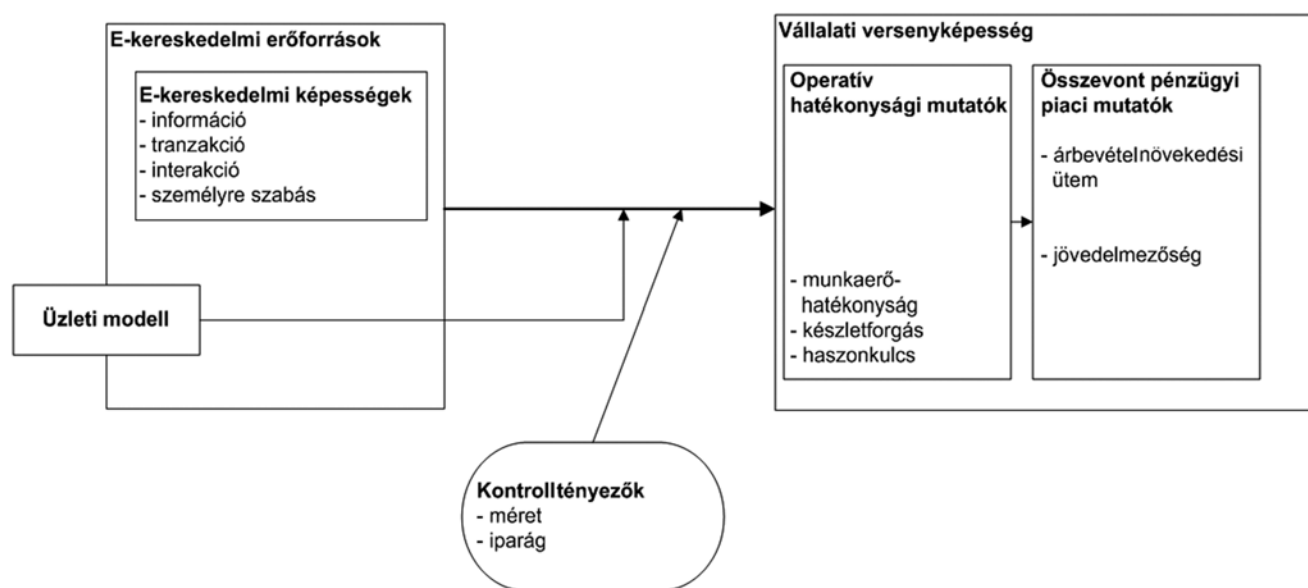 E-kereskedelmi erőforrások
E-kereskedelmi képességek
- információ
- tranzakció
- interakció
- személyre szabás
Üzleti modell
Kontrolltényezők
- méret
- iparág
Vállalati versenyképesség
Operatív
hatékonysági mutatók
- munkaerő-
hatékonyság
- készletforgás
- haszonkulcs
Összevont pénzügyi
piaci mutatók
- árbevételnövekedési
ütem
- jövedelmezőség